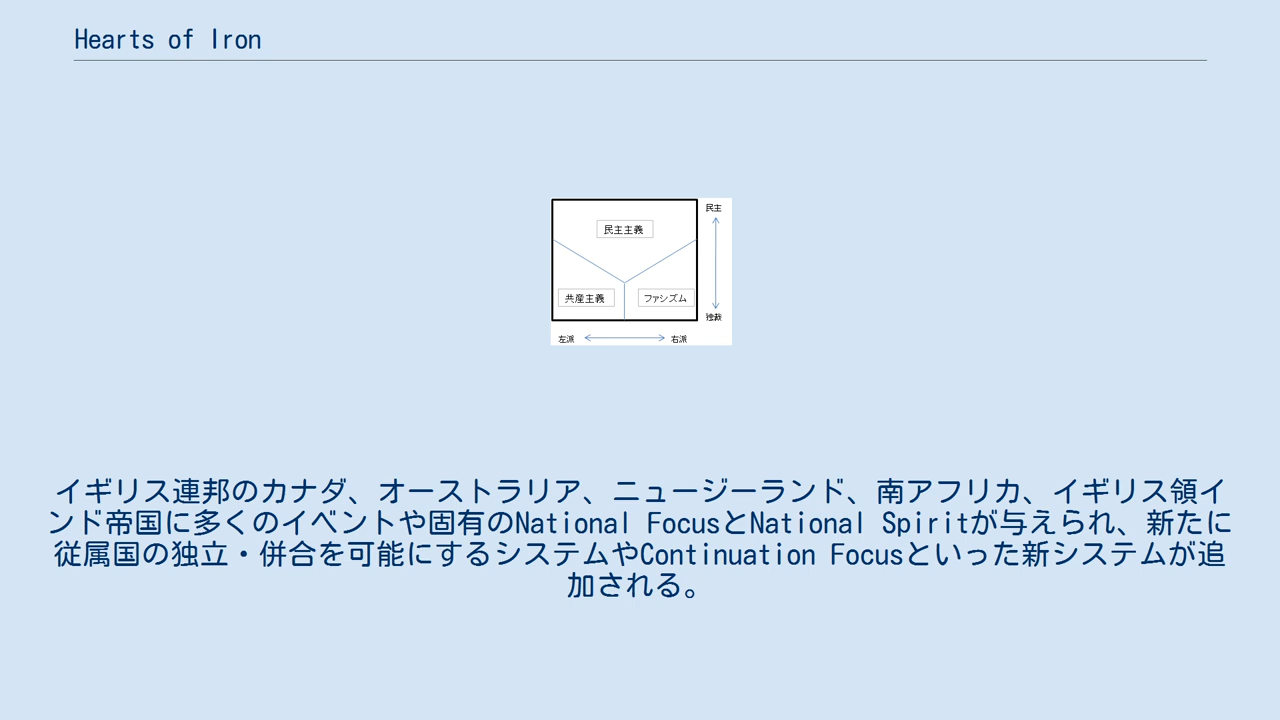 Hearts of Iron
民主
民主主義
共産主義
ファシズム
独裁
左派
右派
イギリス連邦のカナダ、オーストラリア、ニュージーランド、南アフリカ、イギリス領イ
ンド帝国に多くのイベントや固有のNational FocusとNational Spiritが与えられ、新たに
従属国の独立・併合を可能にするシステムやContinuation Focusといった新システムが追
加される。